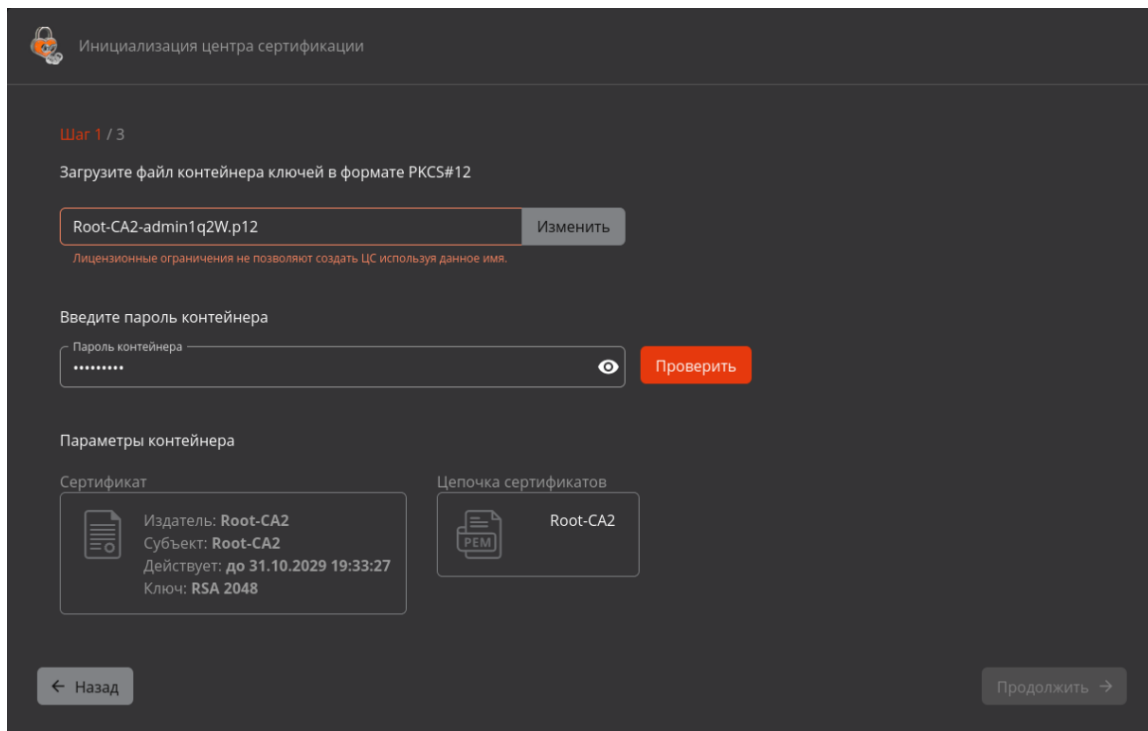 Инициализация центра сертификации
Шаг 1 / 3
Загрузите файл контейнера ключей в формате PKCS#12
Root-CA2-admin1q2W.p12
Изменить
Лицензионные ограничения не позволяют создать ЦС используя данное имя.
Введите пароль контейнера
Пароль контейнера
•••••••••
Проверить
Параметры контейнера
Сертификат
Издатель: Root-CA2
Субъект: Root-CA2
Действует: до 31.10.2029 19:33:27
Ключ: RSA 2048
Цепочка сертификатов
PEM
Root-CA2
← Назад
Продолжить →